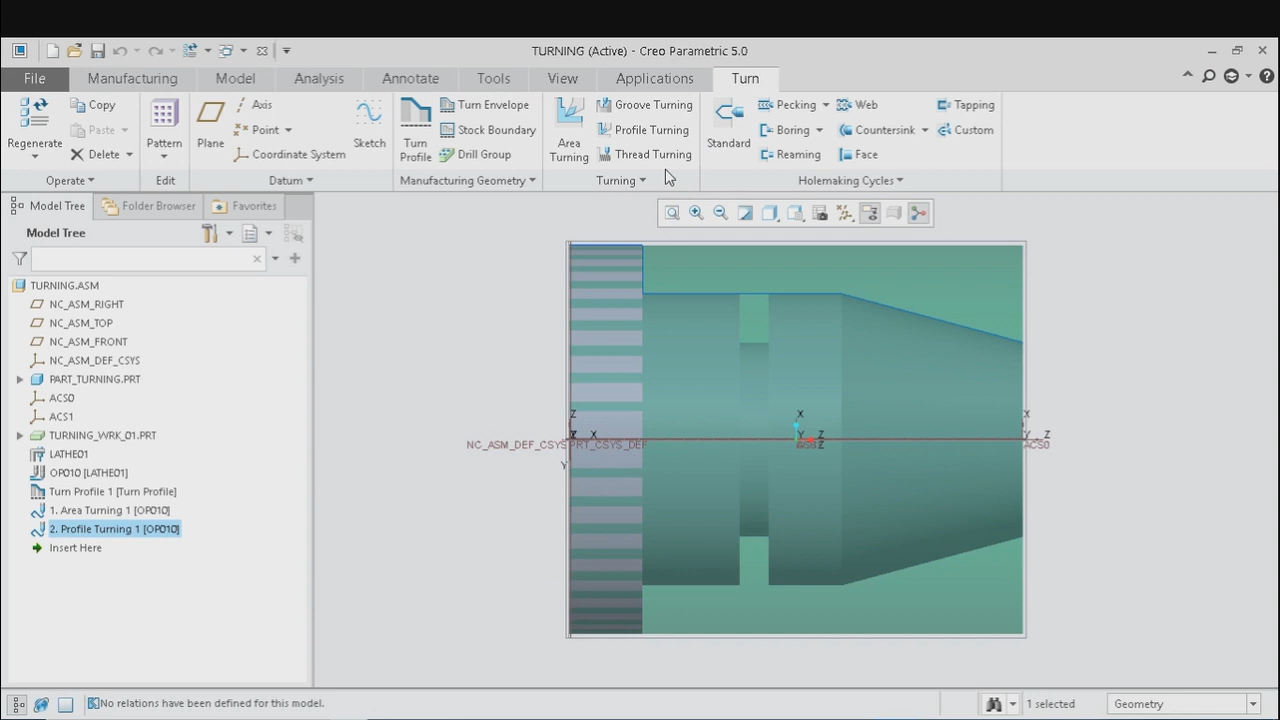 TURNING (Active) - Creo Parametric 5.0
File Manufacturing Model Analysis Annotate Tools View Applications Turn
Regenerate
Copy
Paste
Delete
Operate
Pattern
Edit
Plane
Axis
Point
Coordinate System
Sketch
Datum
Turn Profile
Turn Envelope
Stock Boundary
Drill Group
Manufacturing Geometry
Area Turning
Groove Turning
Profile Turning
Thread Turning
Turning
Standard
Pecking
Boring
Reaming
Web
Countersink
Face
Tapping
Custom
Holemaking Cycles
Model Tree Folder Browser Favorites
Model Tree
TURNING.ASM
NC_ASM_RIGHT
NC_ASM_TOP
NC_ASM_FRONT
NC_ASM_DEF_CSYS
PART_TURNING.PRT
ACS0
ACS1
TURNING_WRK_01.PRT
LATHE01
OP010 [LATHE01]
Turn Profile 1 [Turn Profile]
1. Area Turning 1 [OP010]
2. Profile Turning 1 [OP010]
Insert Here
Z
X
X
X
Y Z
Y Z
NC_ASM_DEF_CSYS PRT_CSYS_DEF
Z
ACS0
Y
No relations have been defined for this model.
1 selected
Geometry